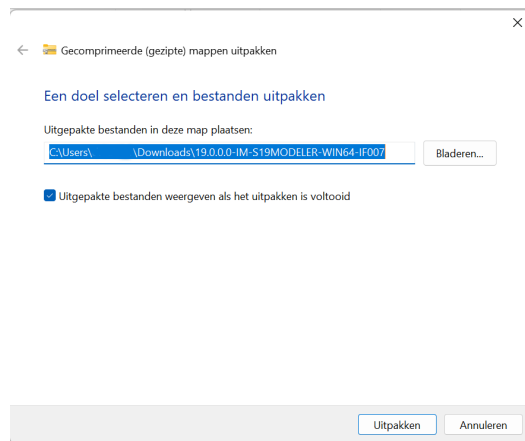 Gecomprimeerde (gezipte) mappen uitpakken
Een doel selecteren en bestanden uitpakken
Uitgepakte bestanden in deze map plaatsen:
C:\Users\ \Downloads\19.0.0.0-IM-S19MODELER-WIN64-IF007
Bladeren...
Uitgepakte bestanden weergeven als het uitpakken is voltooid
Uitpakken
Annuleren